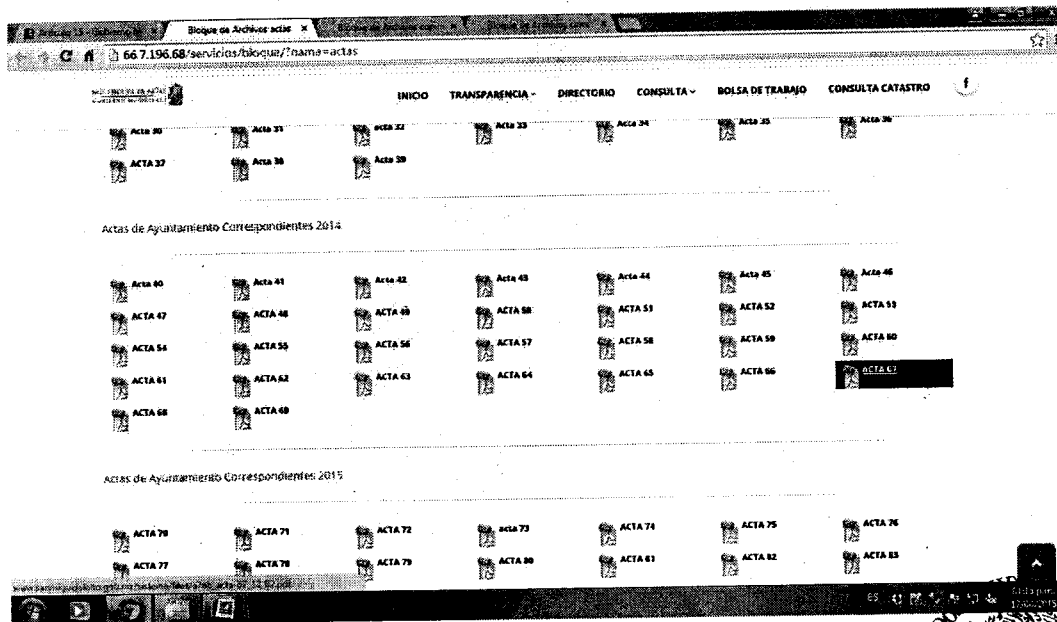 Bloque de Archivos actas ×
66.7.196.68/servicios/bloque/?nama=actas
INICIO TRANSPARENCIA DIRECTORIO CONSULTA BOLSA DE TRABAJO CONSULTA CATASTRO f
Acta 30 Acta 31 acta 32 Acta 33 Acta 34 Acta 35 Acta 36
ACTA 37 Acta 38 Acta 39
Actas de Ayuntamiento Correspondientes 2014
Acta 40 Acta 41 Acta 42 Acta 43 Acta 44 Acta 45 Acta 46
ACTA 47 ACTA 48 ACTA 49 ACTA 50 ACTA 51 ACTA 52 ACTA 53
ACTA 54 ACTA 55 ACTA 56 ACTA 57 ACTA 58 ACTA 59 ACTA 60
ACTA 61 ACTA 62 ACTA 63 ACTA 64 ACTA 65 ACTA 66 ACTA 67
ACTA 68 ACTA 69
Actas de Ayuntamiento Correspondientes 2015
ACTA 70 ACTA 71 ACTA 72 acta 73 ACTA 74 ACTA 75 ACTA 76
ACTA 77 ACTA 78 ACTA 79 ACTA 80 ACTA 81 ACTA 82 ACTA 83
ES